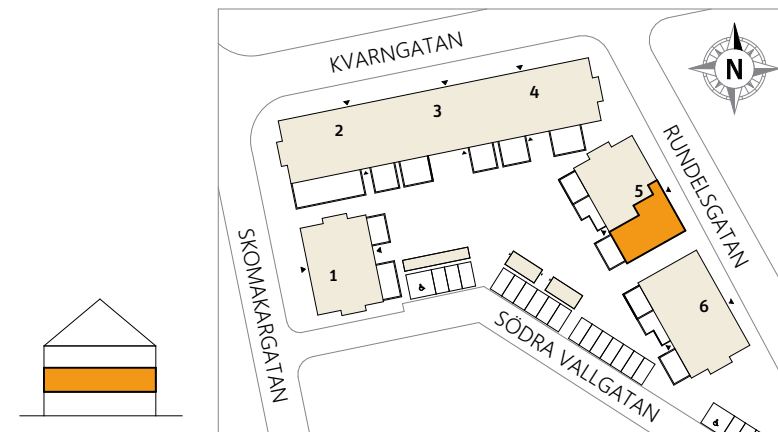 KVARNGATAN
N
4
3
2
RUNDELSGATAN
5
SKOMAKARGATAN
1
6
SÖDRA VALLGATAN